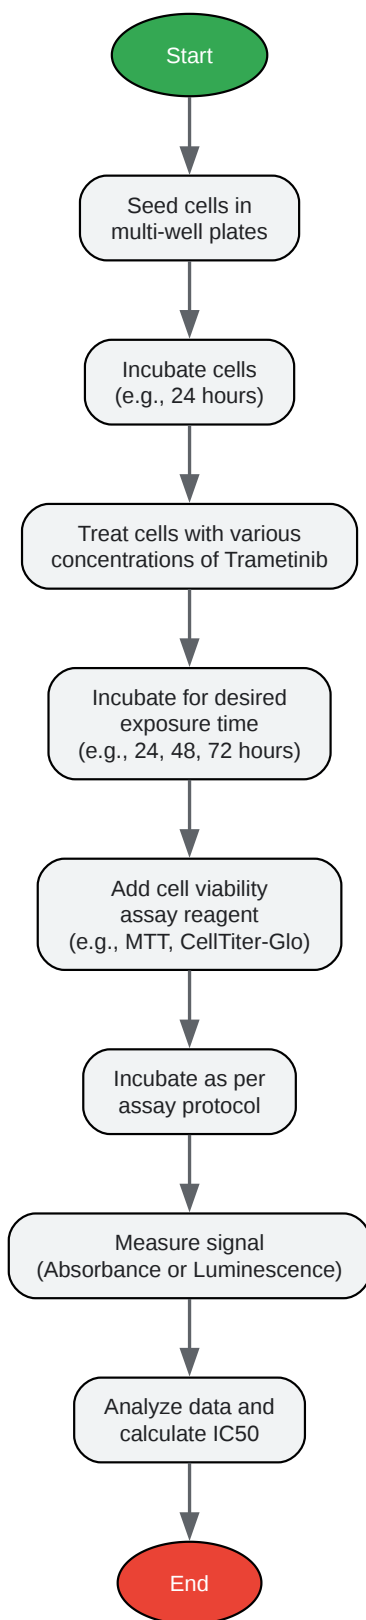 Start
Seed cells in
multi-well plates
Incubate cells
(e.g., 24 hours)
Treat cells with various
concentrations of Trametinib
Incubate for desired
exposure time
(e.g., 24, 48, 72 hours)
Add cell viability
assay reagent
(e.g., MTT, CellTiter-Glo)
Incubate as per
assay protocol
Measure signal
(Absorbance or Luminescence)
Analyze data and
calculate IC50
End